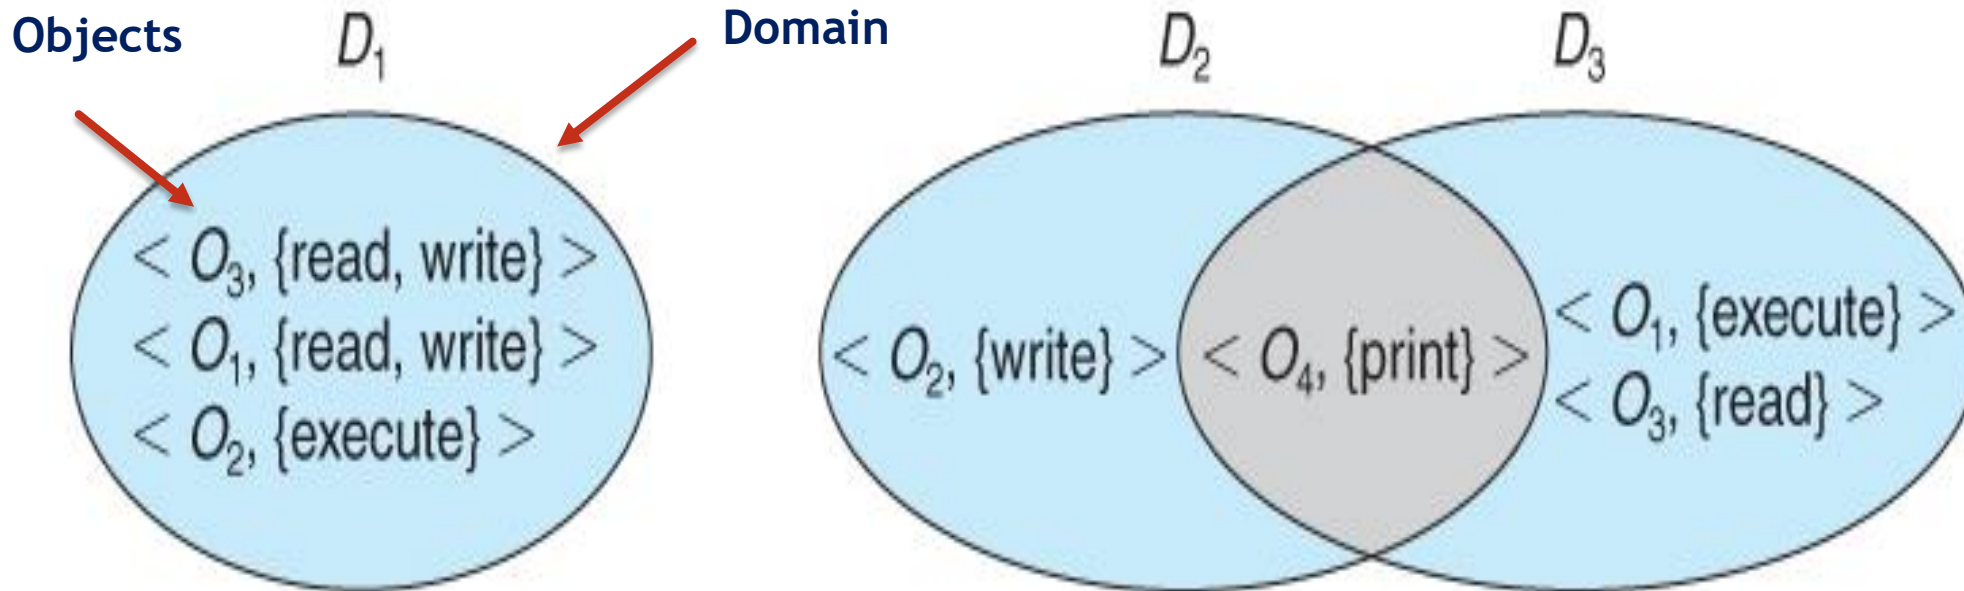 Objects
D₁
Domain
D₂
D₃
< O₃, {read, write} >
< O₁, {read, write} >
< O₂, {execute} >
< O₂, {write} >
< O₄, {print} >
< O₁, {execute} >
< O₃, {read} >